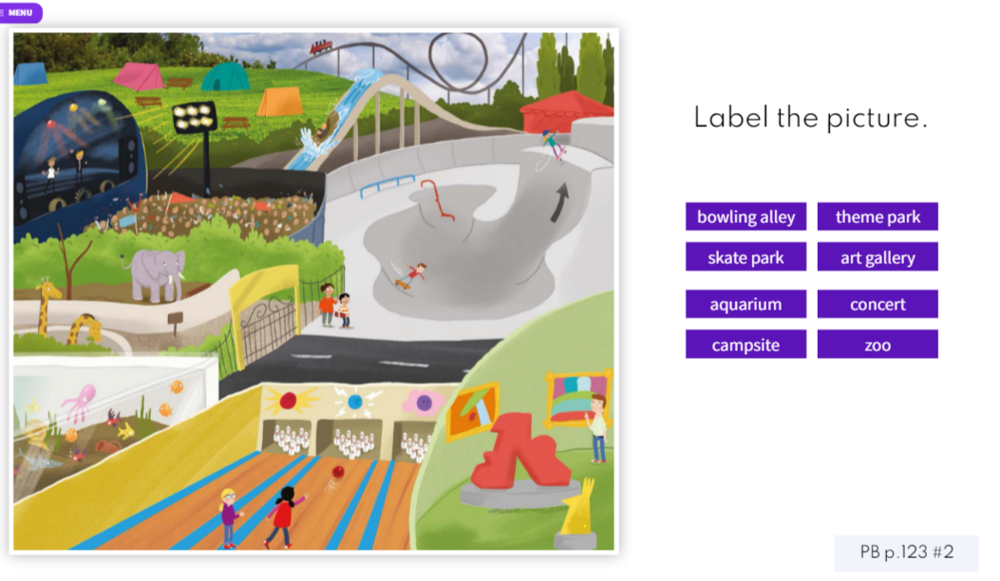 MENU
Label the picture.
bowling alley
theme park
skate park
art gallery
aquarium
concert
campsite
zoo
PB p.123 #2